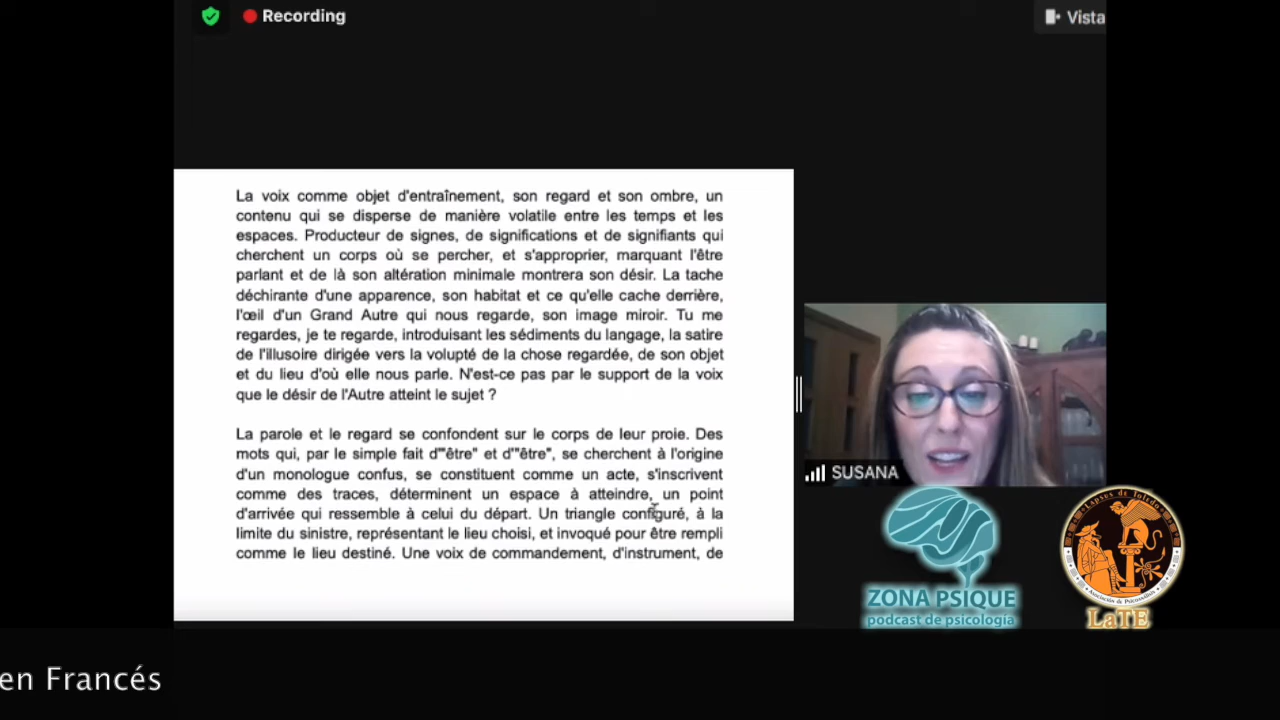 Recording
Vista
La voix comme objet d'entraînement, son regard et son ombre, un
contenu qui se disperse de manière volatile entre les temps et les
espaces. Producteur de signes, de significations et de signifiants qui
cherchent un corps où se percher, et s'approprier, marquant l'être
parlant et de là son altération minimale montrera son désir. La tache
déchirante d'une apparence, son habitat et ce qu'elle cache derrière,
l'œil d'un Grand Autre qui nous regarde, son image miroir. Tu me
regardes, je te regarde, introduisant les sédiments du langage, la satire
de l'illusoire dirigée vers la volupté de la chose regardée, de son objet
et du lieu d'où elle nous parle. N'est-ce pas par le support de la voix
que le désir de l'Autre atteint le sujet ?
La parole et le regard se confondent sur le corps de leur proie. Des
mots qui, par le simple fait d'"être" et d'"être", se cherchent à l'origine
d'un monologue confus, se constituent comme un acte, s'inscrivent
comme des traces, déterminent un espace à atteindre, un point
d'arrivée qui ressemble à celui du départ. Un triangle configuré, à la
limite du sinistre, représentant le lieu choisi, et invoqué pour être rempli
comme le lieu destiné. Une voix de commandement, d'instrument, de
SUSANA
ZONA PSIQUE
podcast de psicología
Lapsus de Toledo
Asociación de Psicoanálisis
LaTE
en Francés